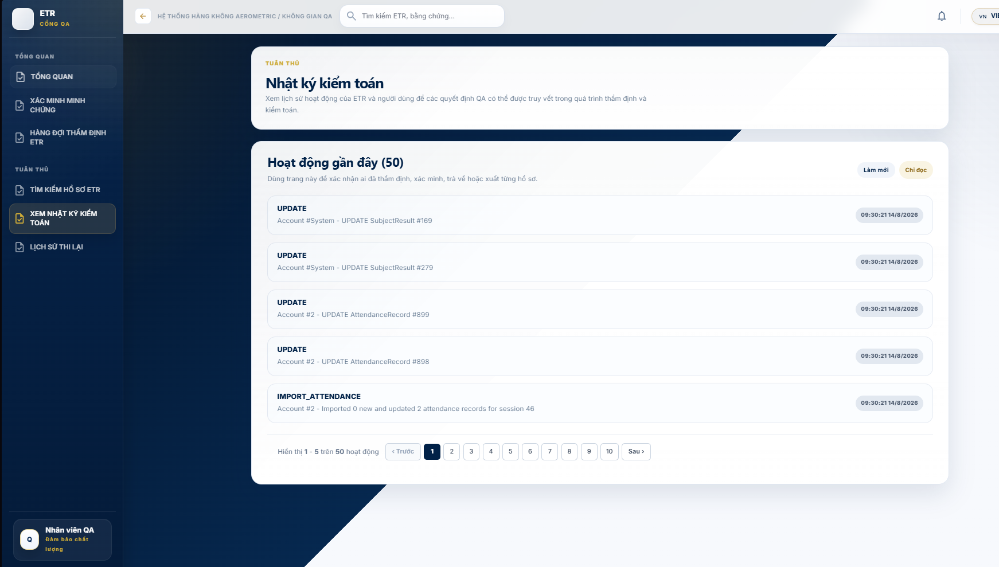 ETR
CỔNG QA
TỔNG QUAN
TỔNG QUAN
XÁC MINH MINH
CHỨNG
HÀNG ĐỢI THẨM ĐỊNH
ETR
TUÂN THỦ
TÌM KIẾM HỒ SƠ ETR
XEM NHẬT KÝ KIỂM
TOÁN
LỊCH SỬ THI LẠI
Nhân viên QA
Đảm bảo chất
lượng
Q
HỆ THỐNG HÀNG KHÔNG AEROMETRIC / KHÔNG GIAN QA
Tìm kiếm ETR, bằng chứng...
VN VIỆ
TUÂN THỦ
Nhật ký kiểm toán
Xem lịch sử hoạt động của ETR và người dùng để các quyết định QA có thể được truy vết trong quá trình thẩm định và
kiểm toán.
Hoạt động gần đây (50)
Dùng trang này để xác nhận ai đã thẩm định, xác minh, trả về hoặc xuất từng hồ sơ.
Làm mới
Chỉ đọc
UPDATE
Account #System - UPDATE SubjectResult #169
09:30:21 14/8/2026
UPDATE
Account #System - UPDATE SubjectResult #279
09:30:21 14/8/2026
UPDATE
Account #2 - UPDATE AttendanceRecord #899
09:30:21 14/8/2026
UPDATE
Account #2 - UPDATE AttendanceRecord #898
09:30:21 14/8/2026
IMPORT_ATTENDANCE
Account #2 - Imported 0 new and updated 2 attendance records for session 46
09:30:21 14/8/2026
Hiển thị 1 - 5 trên 50 hoạt động
‹ Trước 1 2 3 4 5 6 7 8 9 10 Sau ›